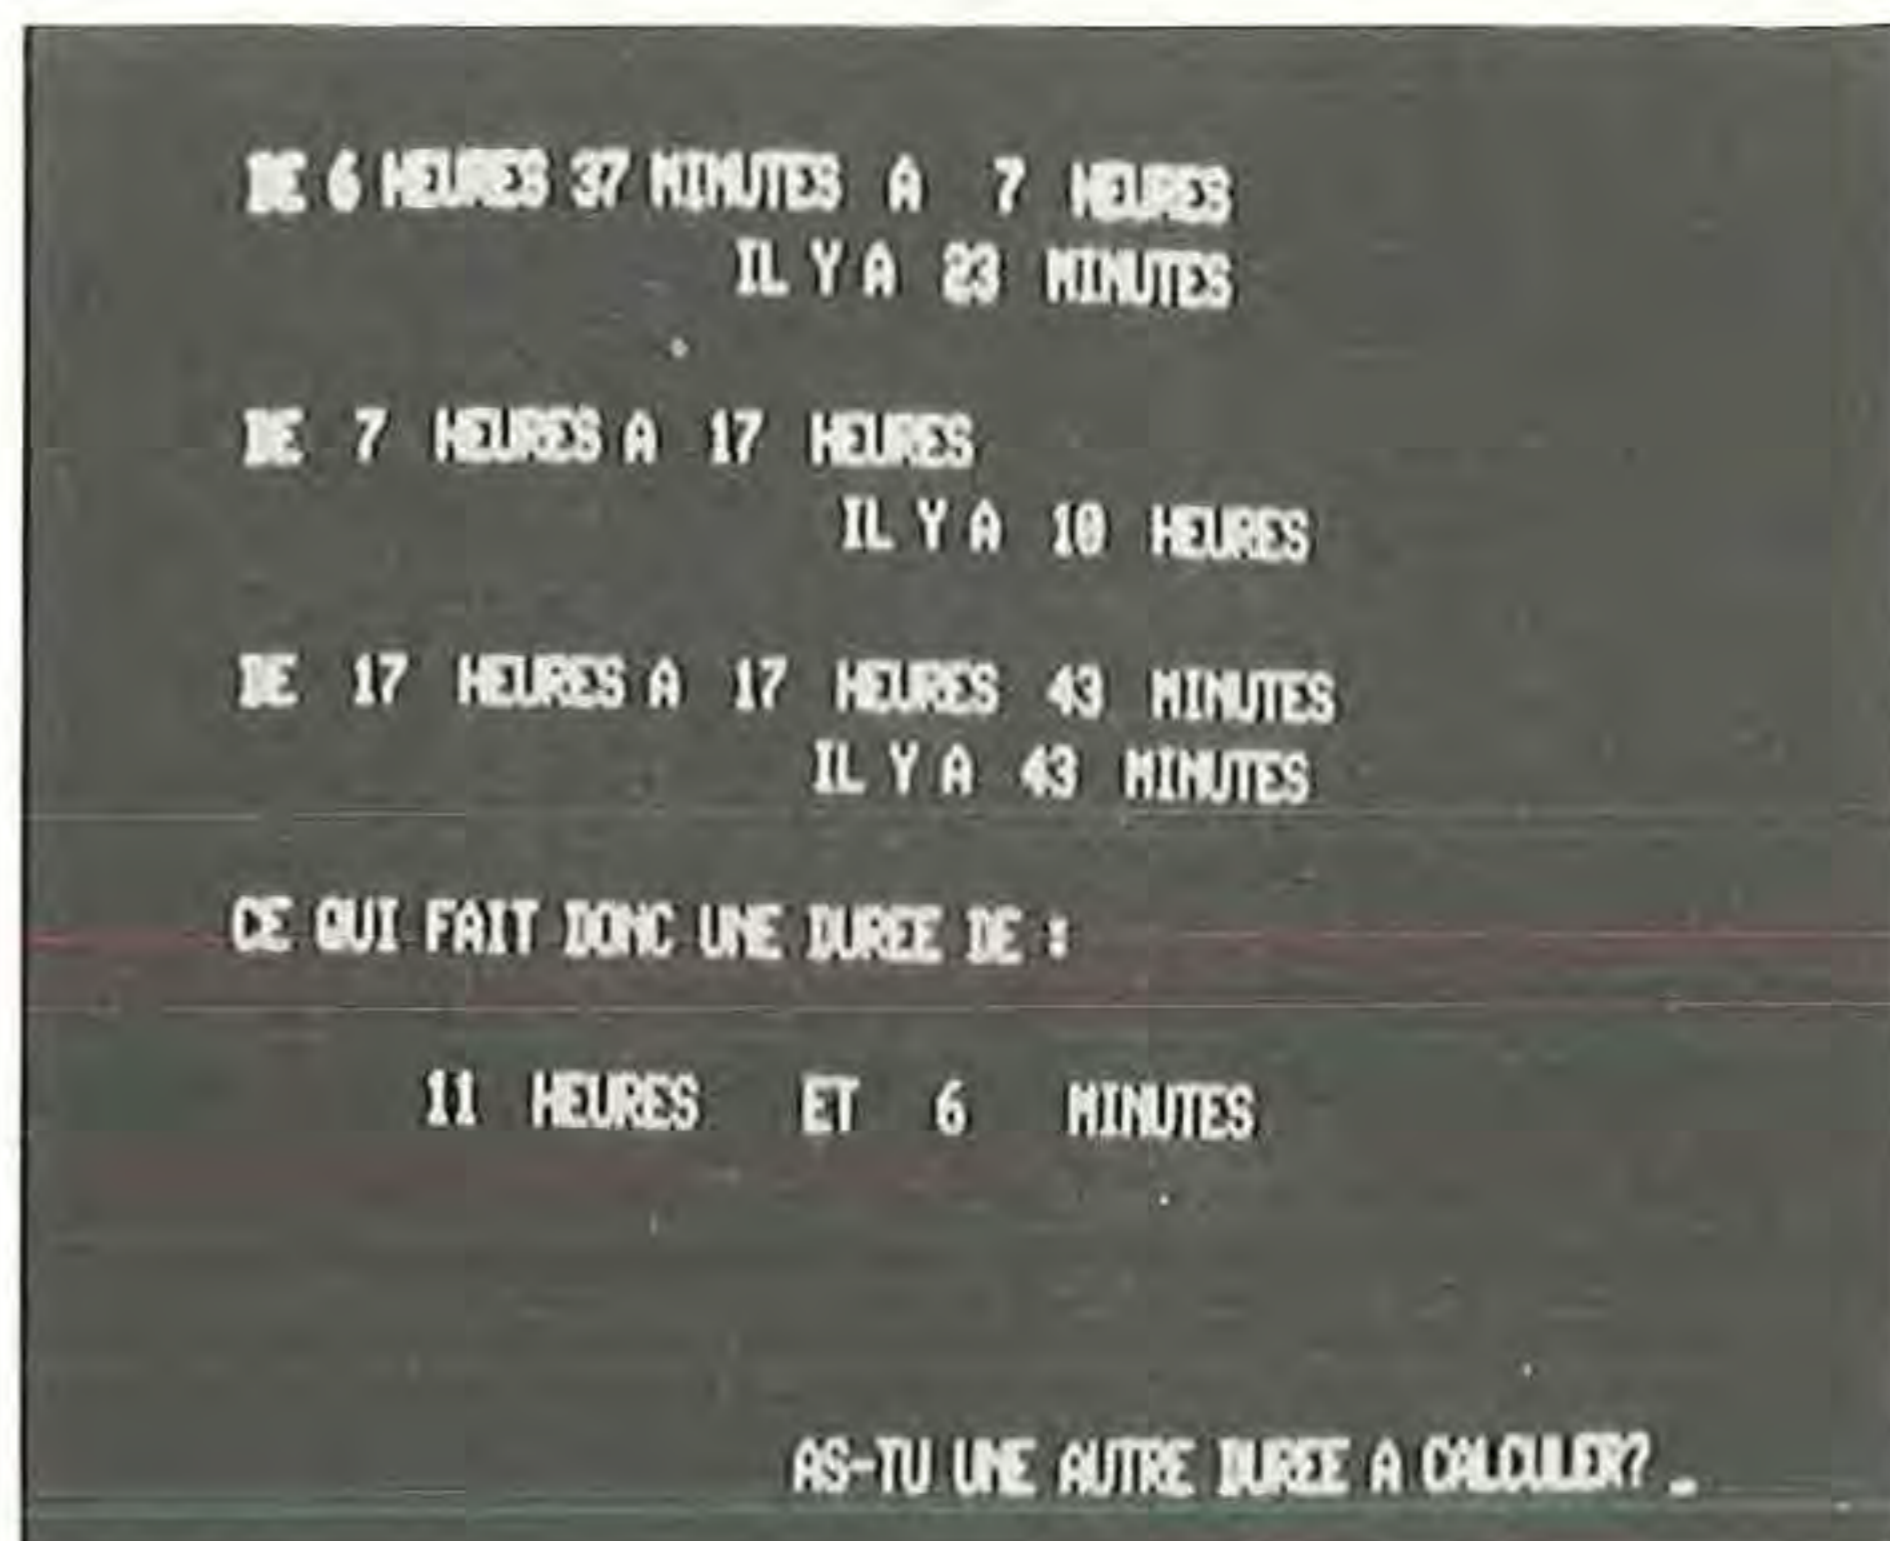 DE 6 HEURES 37 MINUTES A 7 HEURES
IL Y A 23 MINUTES
DE 7 HEURES A 17 HEURES
IL Y A 10 HEURES
DE 17 HEURES A 17 HEURES 43 MINUTES
IL Y A 43 MINUTES
CE QUI FAIT DONC UNE DUREE DE :
11 HEURES ET 6 MINUTES
AS-TU UNE AUTRE DUREE A CALCULER? _